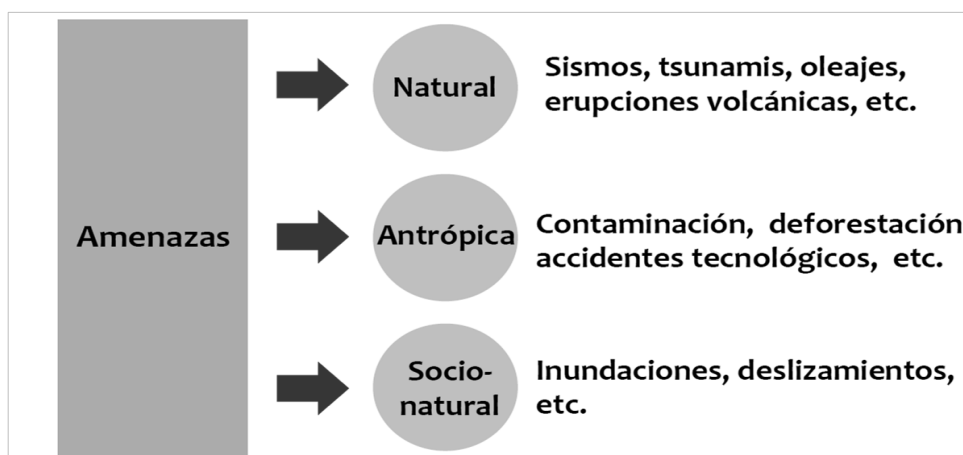 Amenazas
Natural
Sismos, tsunamis, oleajes,
erupciones volcánicas, etc.
Antrópica
Contaminación, deforestación
accidentes tecnológicos, etc.
Socio-
natural
Inundaciones, deslizamientos,
etc.